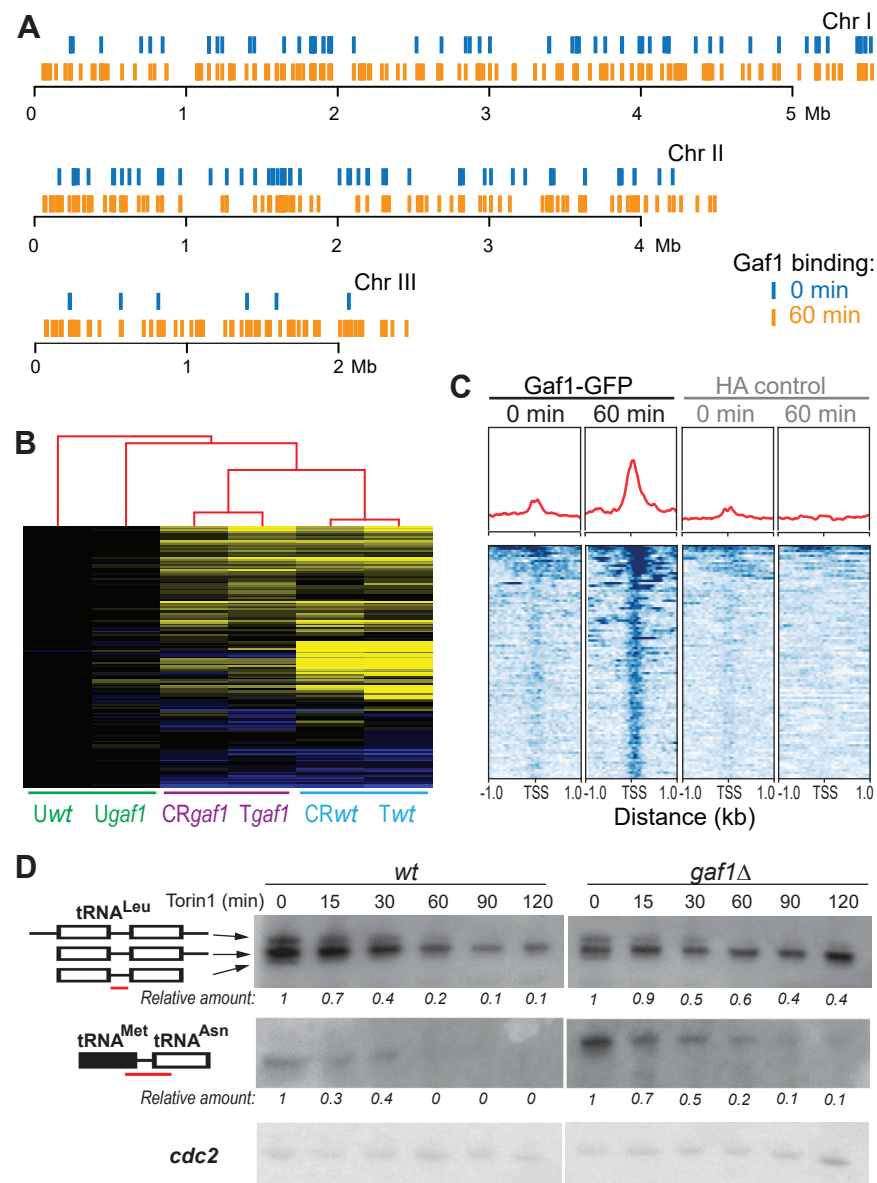 A
Chr I
0 1 2 3 4 5 Mb
Chr II
0 1 2 3 4 Mb
Gaf1 binding:
0 min
60 min
Chr III
0 1 2 Mb
B
Uwt Ugaf1 CRgaf1 Tgaf1 CRwt Twt
C
Gaf1-GFP HA control
0 min 60 min 0 min 60 min
-1.0 TSS 1.0 -1.0 TSS 1.0 -1.0 TSS 1.0 -1.0 TSS 1.0
Distance (kb)
D
wt gaf1Δ
Torin1 (min) 0 15 30 60 90 120 0 15 30 60 90 120
tRNALeu
Relative amount: 1 0.7 0.4 0.2 0.1 0.1 1 0.9 0.5 0.6 0.4 0.4
tRNAMet tRNAAsn
Relative amount: 1 0.3 0.4 0 0 0 1 0.7 0.5 0.2 0.1 0.1
cdc2